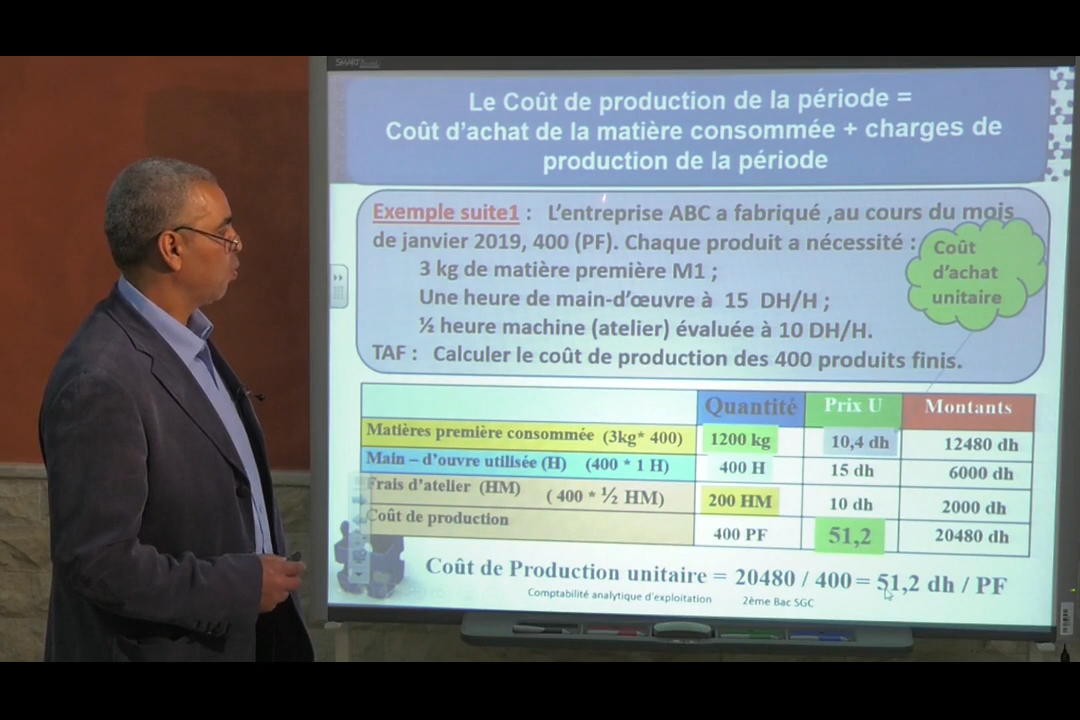 SMART
Le Coût de production de la période =
Coût d'achat de la matière consommée + charges de
production de la période
Exemple suite1 : L'entreprise ABC a fabriqué ,au cours du mois
de janvier 2019, 400 (PF). Chaque produit a nécessité :
3 kg de matière première M1 ;
Une heure de main-d'œuvre à 15 DH/H ;
½ heure machine (atelier) évaluée à 10 DH/H.
TAF : Calculer le coût de production des 400 produits finis.
Coût
d'achat
unitaire
Quantité Prix U Montants
Matières première consommée (3kg* 400) 1200 kg 10,4 dh 12480 dh
Main – d'ouvre utilisée (H) (400 * 1 H) 400 H 15 dh 6000 dh
Frais d'atelier (HM) ( 400 * ½ HM) 200 HM 10 dh 2000 dh
Coût de production 400 PF 51,2 20480 dh
Coût de Production unitaire = 20480 / 400 = 51,2 dh / PF
Comptabilité analytique d'exploitation 2ème Bac SGC